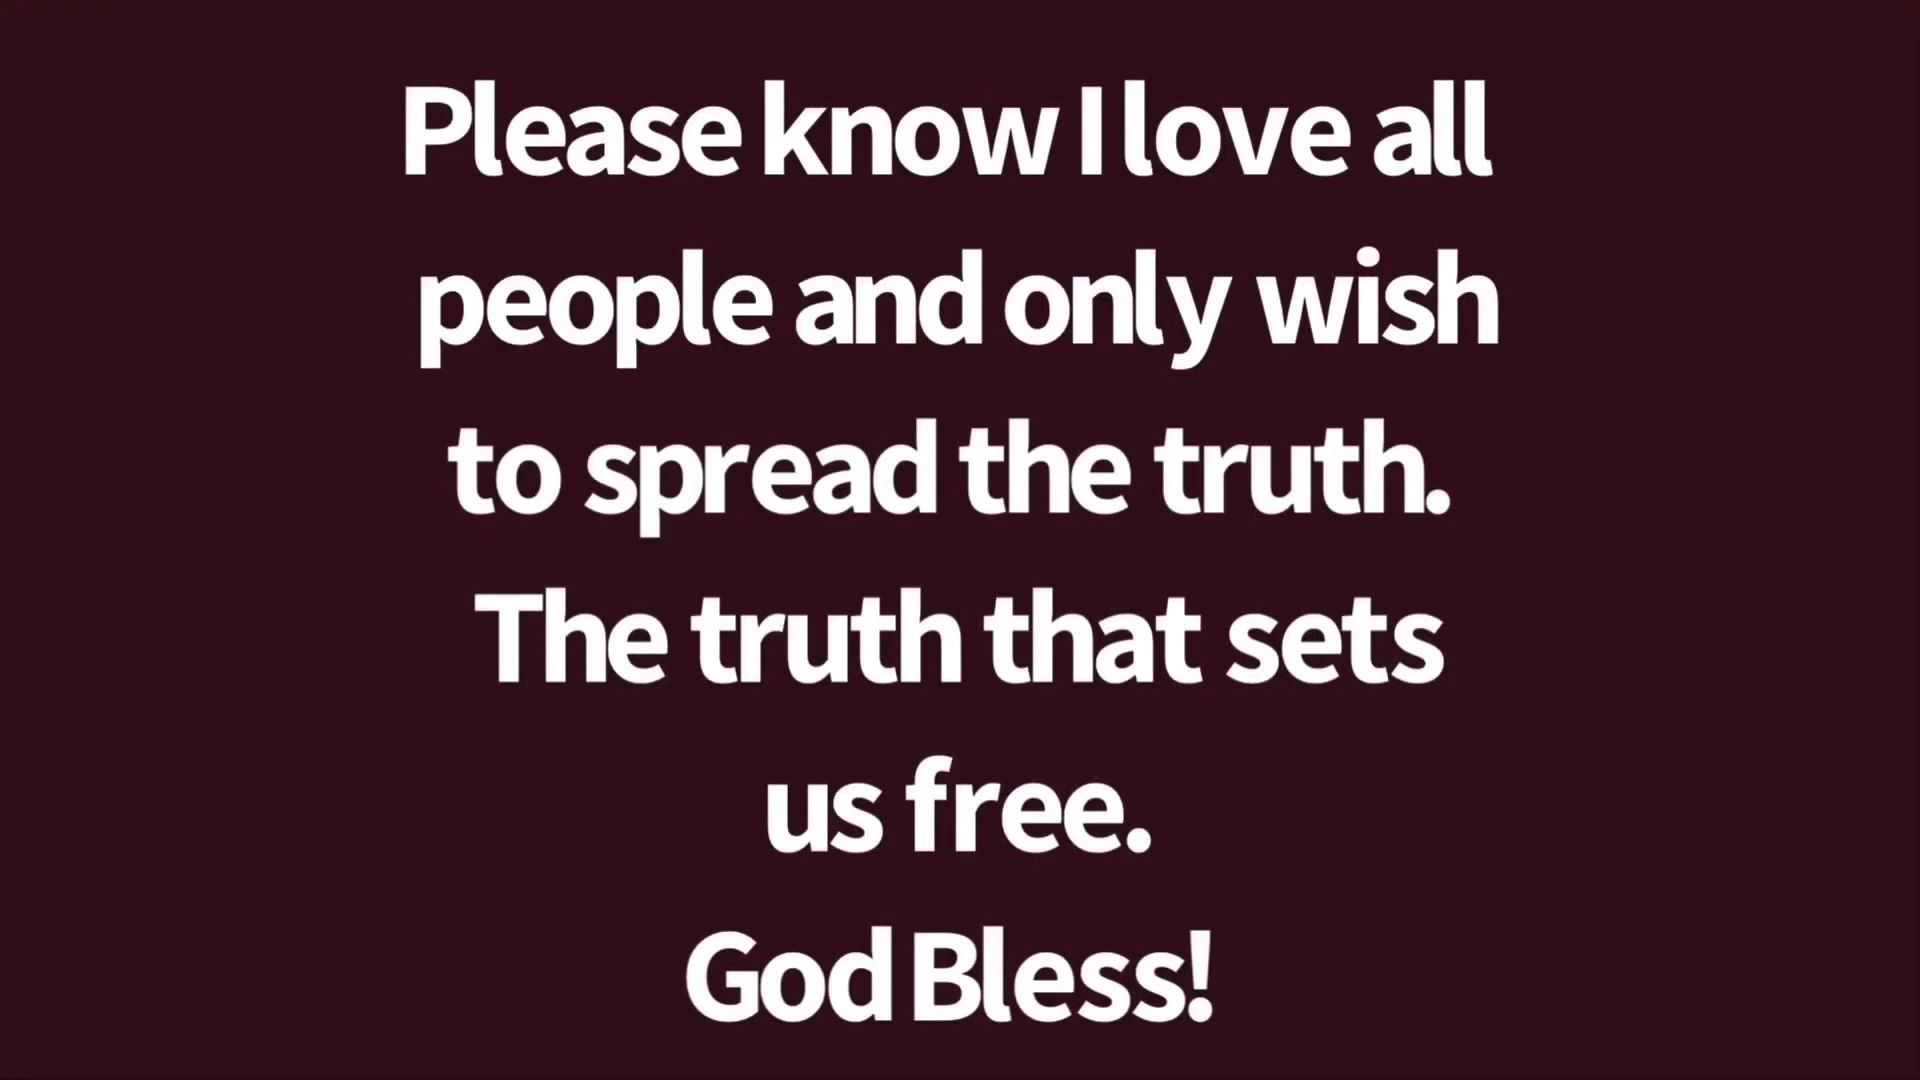 Please know I love all
people and only wish
to spread the truth.
The truth that sets
us free.
God Bless!